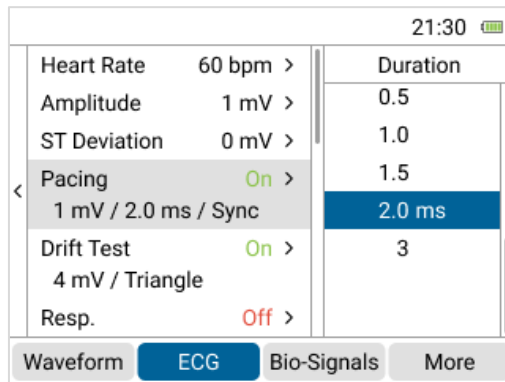 21:30
Heart Rate 60 bpm >
Amplitude 1 mV >
ST Deviation 0 mV >
Pacing On >
1 mV / 2.0 ms / Sync
Drift Test On >
4 mV / Triangle
Resp. Off >
<
Duration
0.5
1.0
1.5
2.0 ms
3
Waveform ECG Bio-Signals More